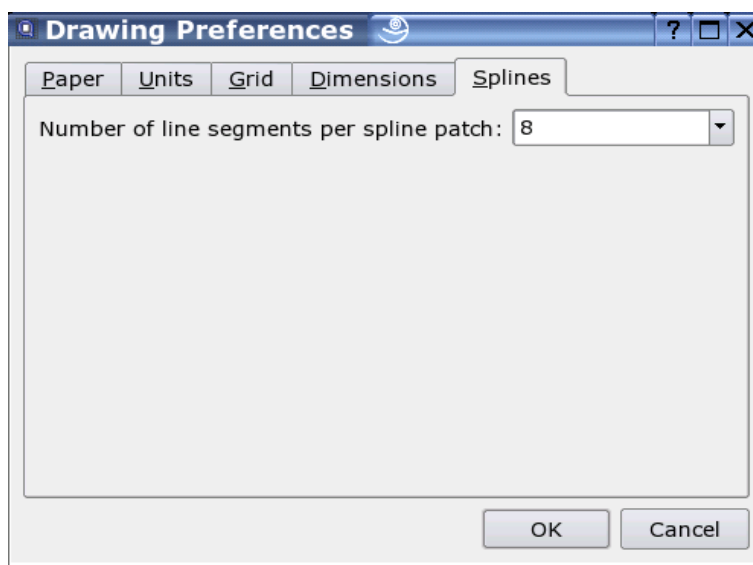 Drawing Preferences
Paper Units Grid Dimensions Splines
Number of line segments per spline patch: 8
OK Cancel